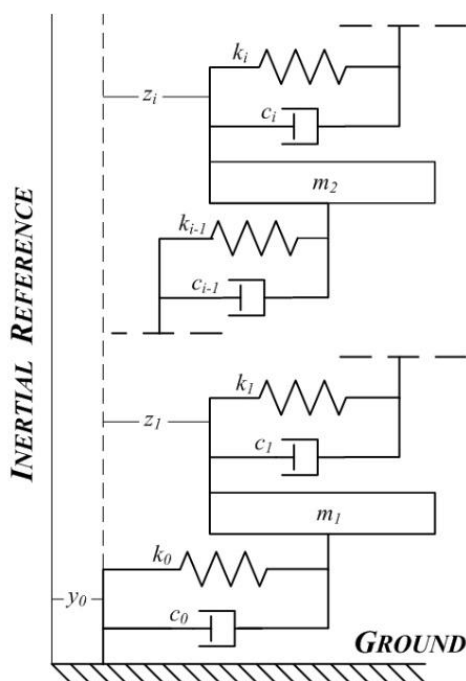 k_i
z_i
c_i
m_2
k_{i-1}
c_{i-1}
INERTIAL REFERENCE
k_1
z_1
c_1
m_1
k_0
y_0
c_0
GROUND